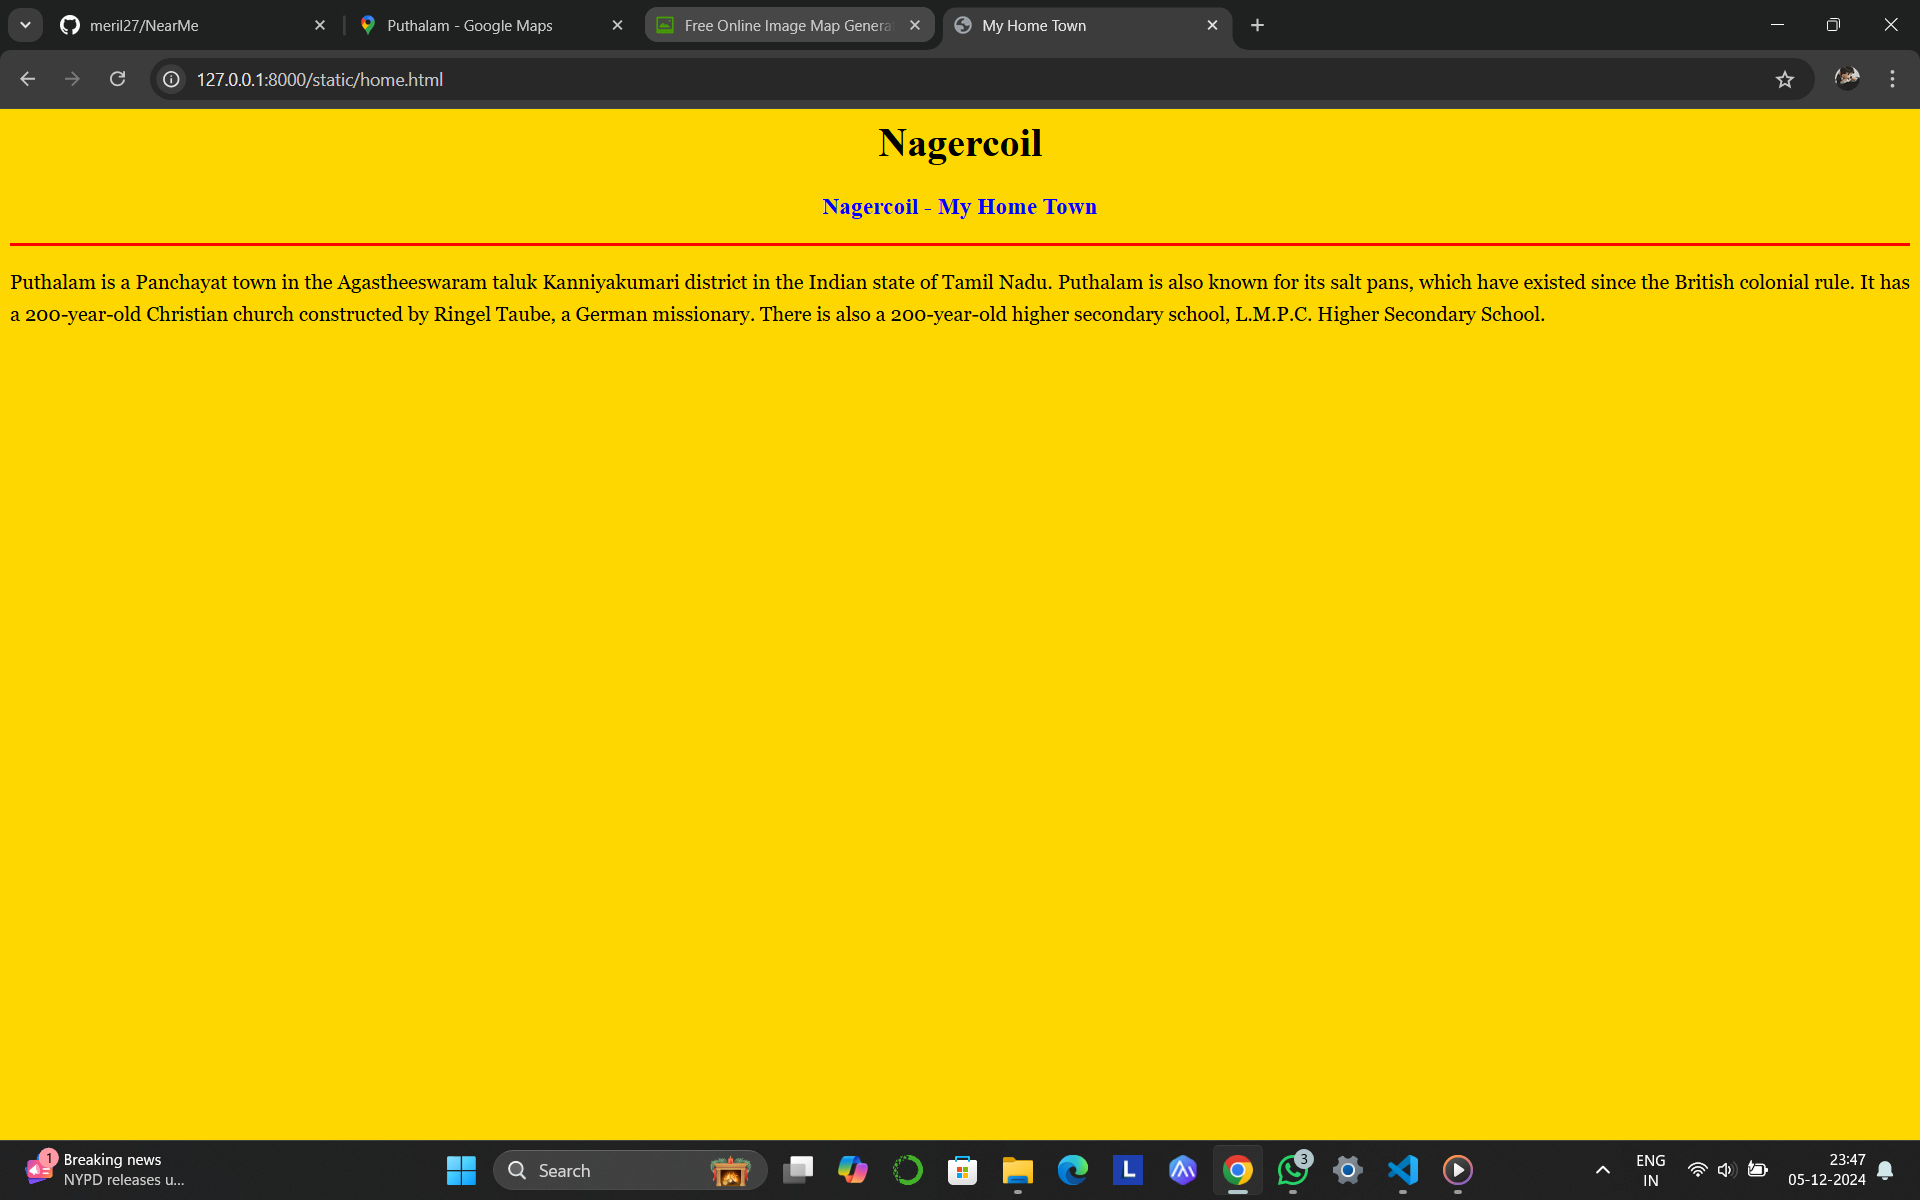 meril27/NearMe
Puthalam - Google Maps
Free Online Image Map Genera
My Home Town
127.0.0.1:8000/static/home.html
Nagercoil
Nagercoil - My Home Town
Puthalam is a Panchayat town in the Agastheeswaram taluk Kanniyakumari district in the Indian state of Tamil Nadu. Puthalam is also known for its salt pans, which have existed since the British colonial rule. It has
a 200-year-old Christian church constructed by Ringel Taube, a German missionary. There is also a 200-year-old higher secondary school, L.M.P.C. Higher Secondary School.
1
Breaking news
NYPD releases u...
Search
L
3
ENG
IN
23:47
05-12-2024